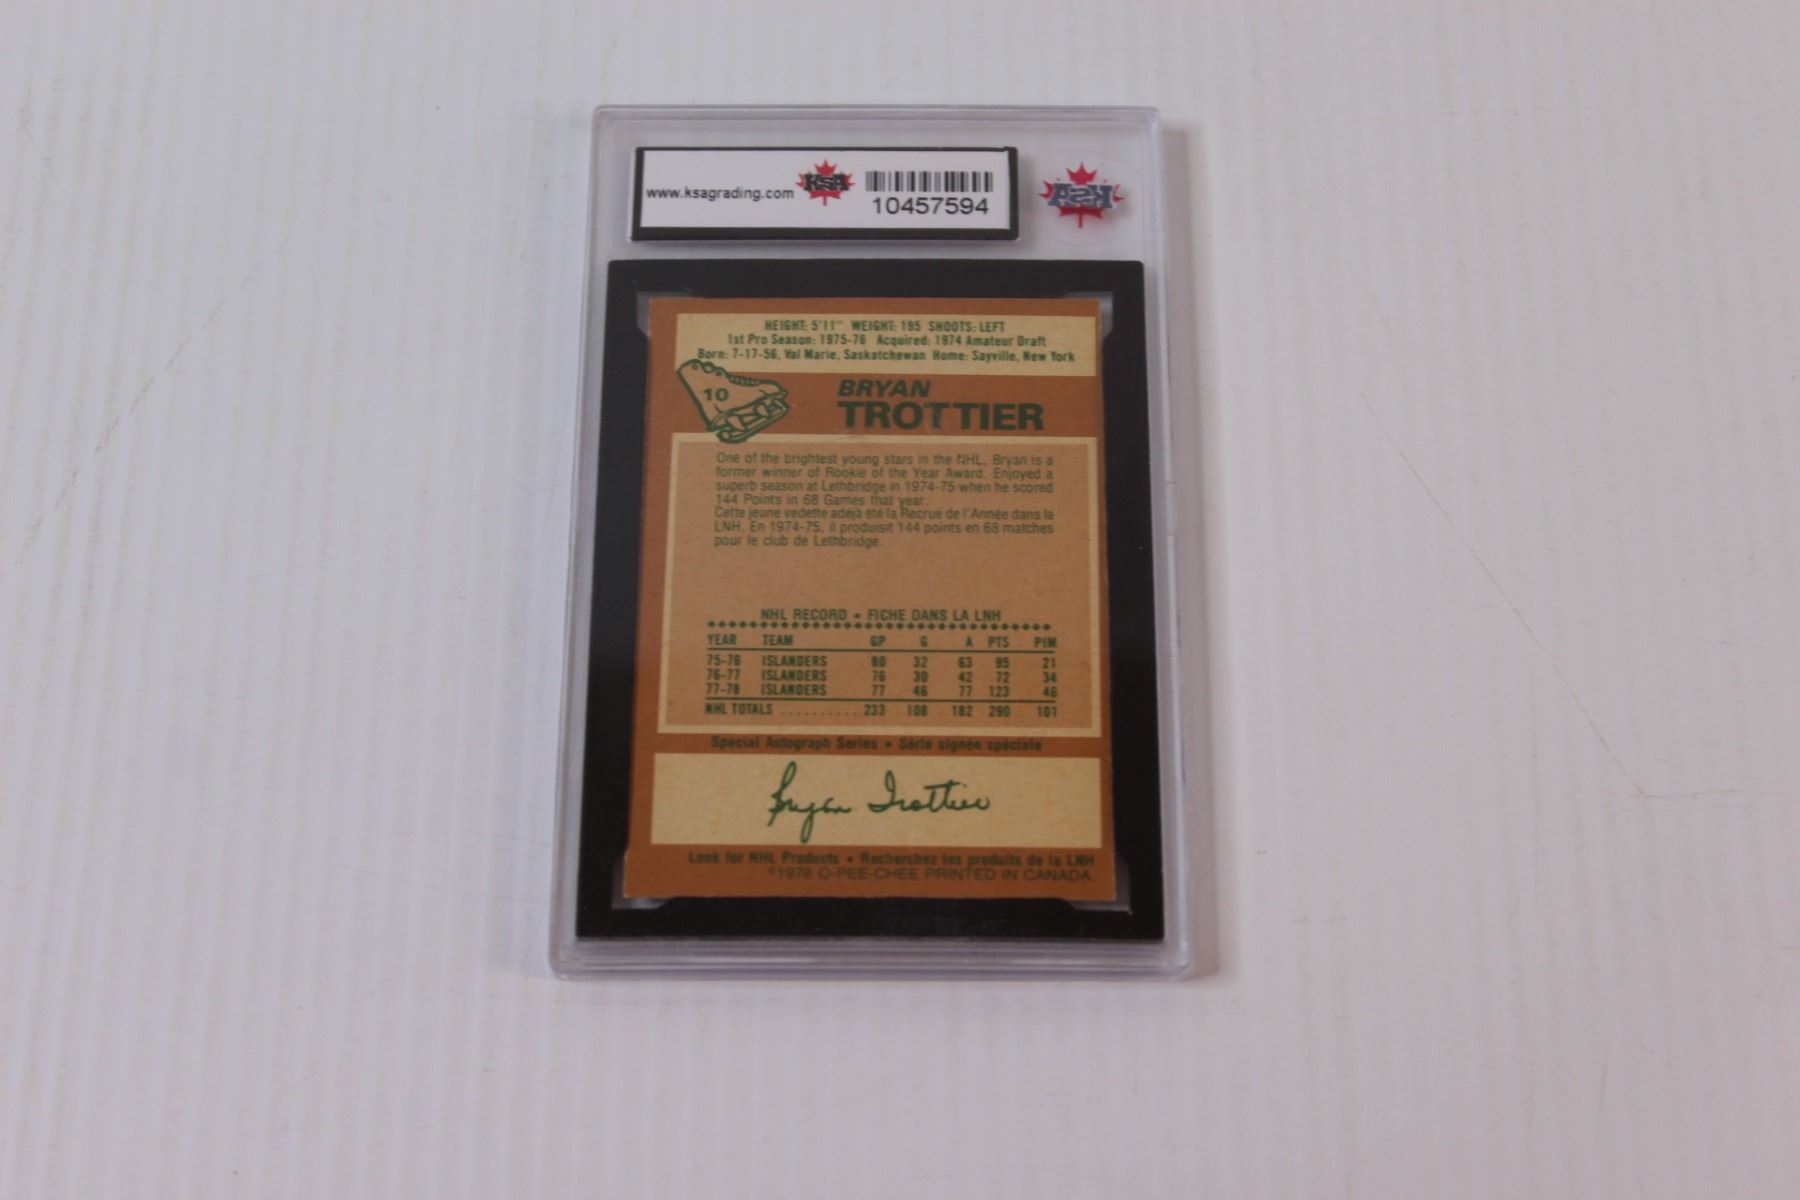 www.ksagrading.com
KSA
10457594
KSA
HEIGHT: 5'11" WEIGHT: 195 SHOOTS: LEFT
1st Pro Season: 1975-76 Acquired: 1974 Amateur Draft
Born: 7-17-56, Val Marie, Saskatchewan Home: Sayville, New York
10
BRYAN
TROTTIER
One of the brightest young stars in the NHL, Bryan is a
former winner of Rookie of the Year Award. Enjoyed a
superb season at Lethbridge in 1974-75 when he scored
144 Points in 68 Games that year.
Cette jeune vedette adéjà été la Recrue de l'Année dans la
LNH. En 1974-75, il produisit 144 points en 68 matches
pour le club de Lethbridge.
NHL RECORD • FICHE DANS LA LNH
YEAR TEAM GP G A PTS PIM
75-76 ISLANDERS 80 32 63 95 21
76-77 ISLANDERS 76 30 42 72 34
77-78 ISLANDERS 77 46 77 123 46
NHL TOTALS .......... 233 108 182 290 101
Special Autograph Series • Série signée spéciale
Bryan Trottier
Look for NHL Products • Recherchez les produits de la LNH
©1978 O-PEE-CHEE PRINTED IN CANADA.